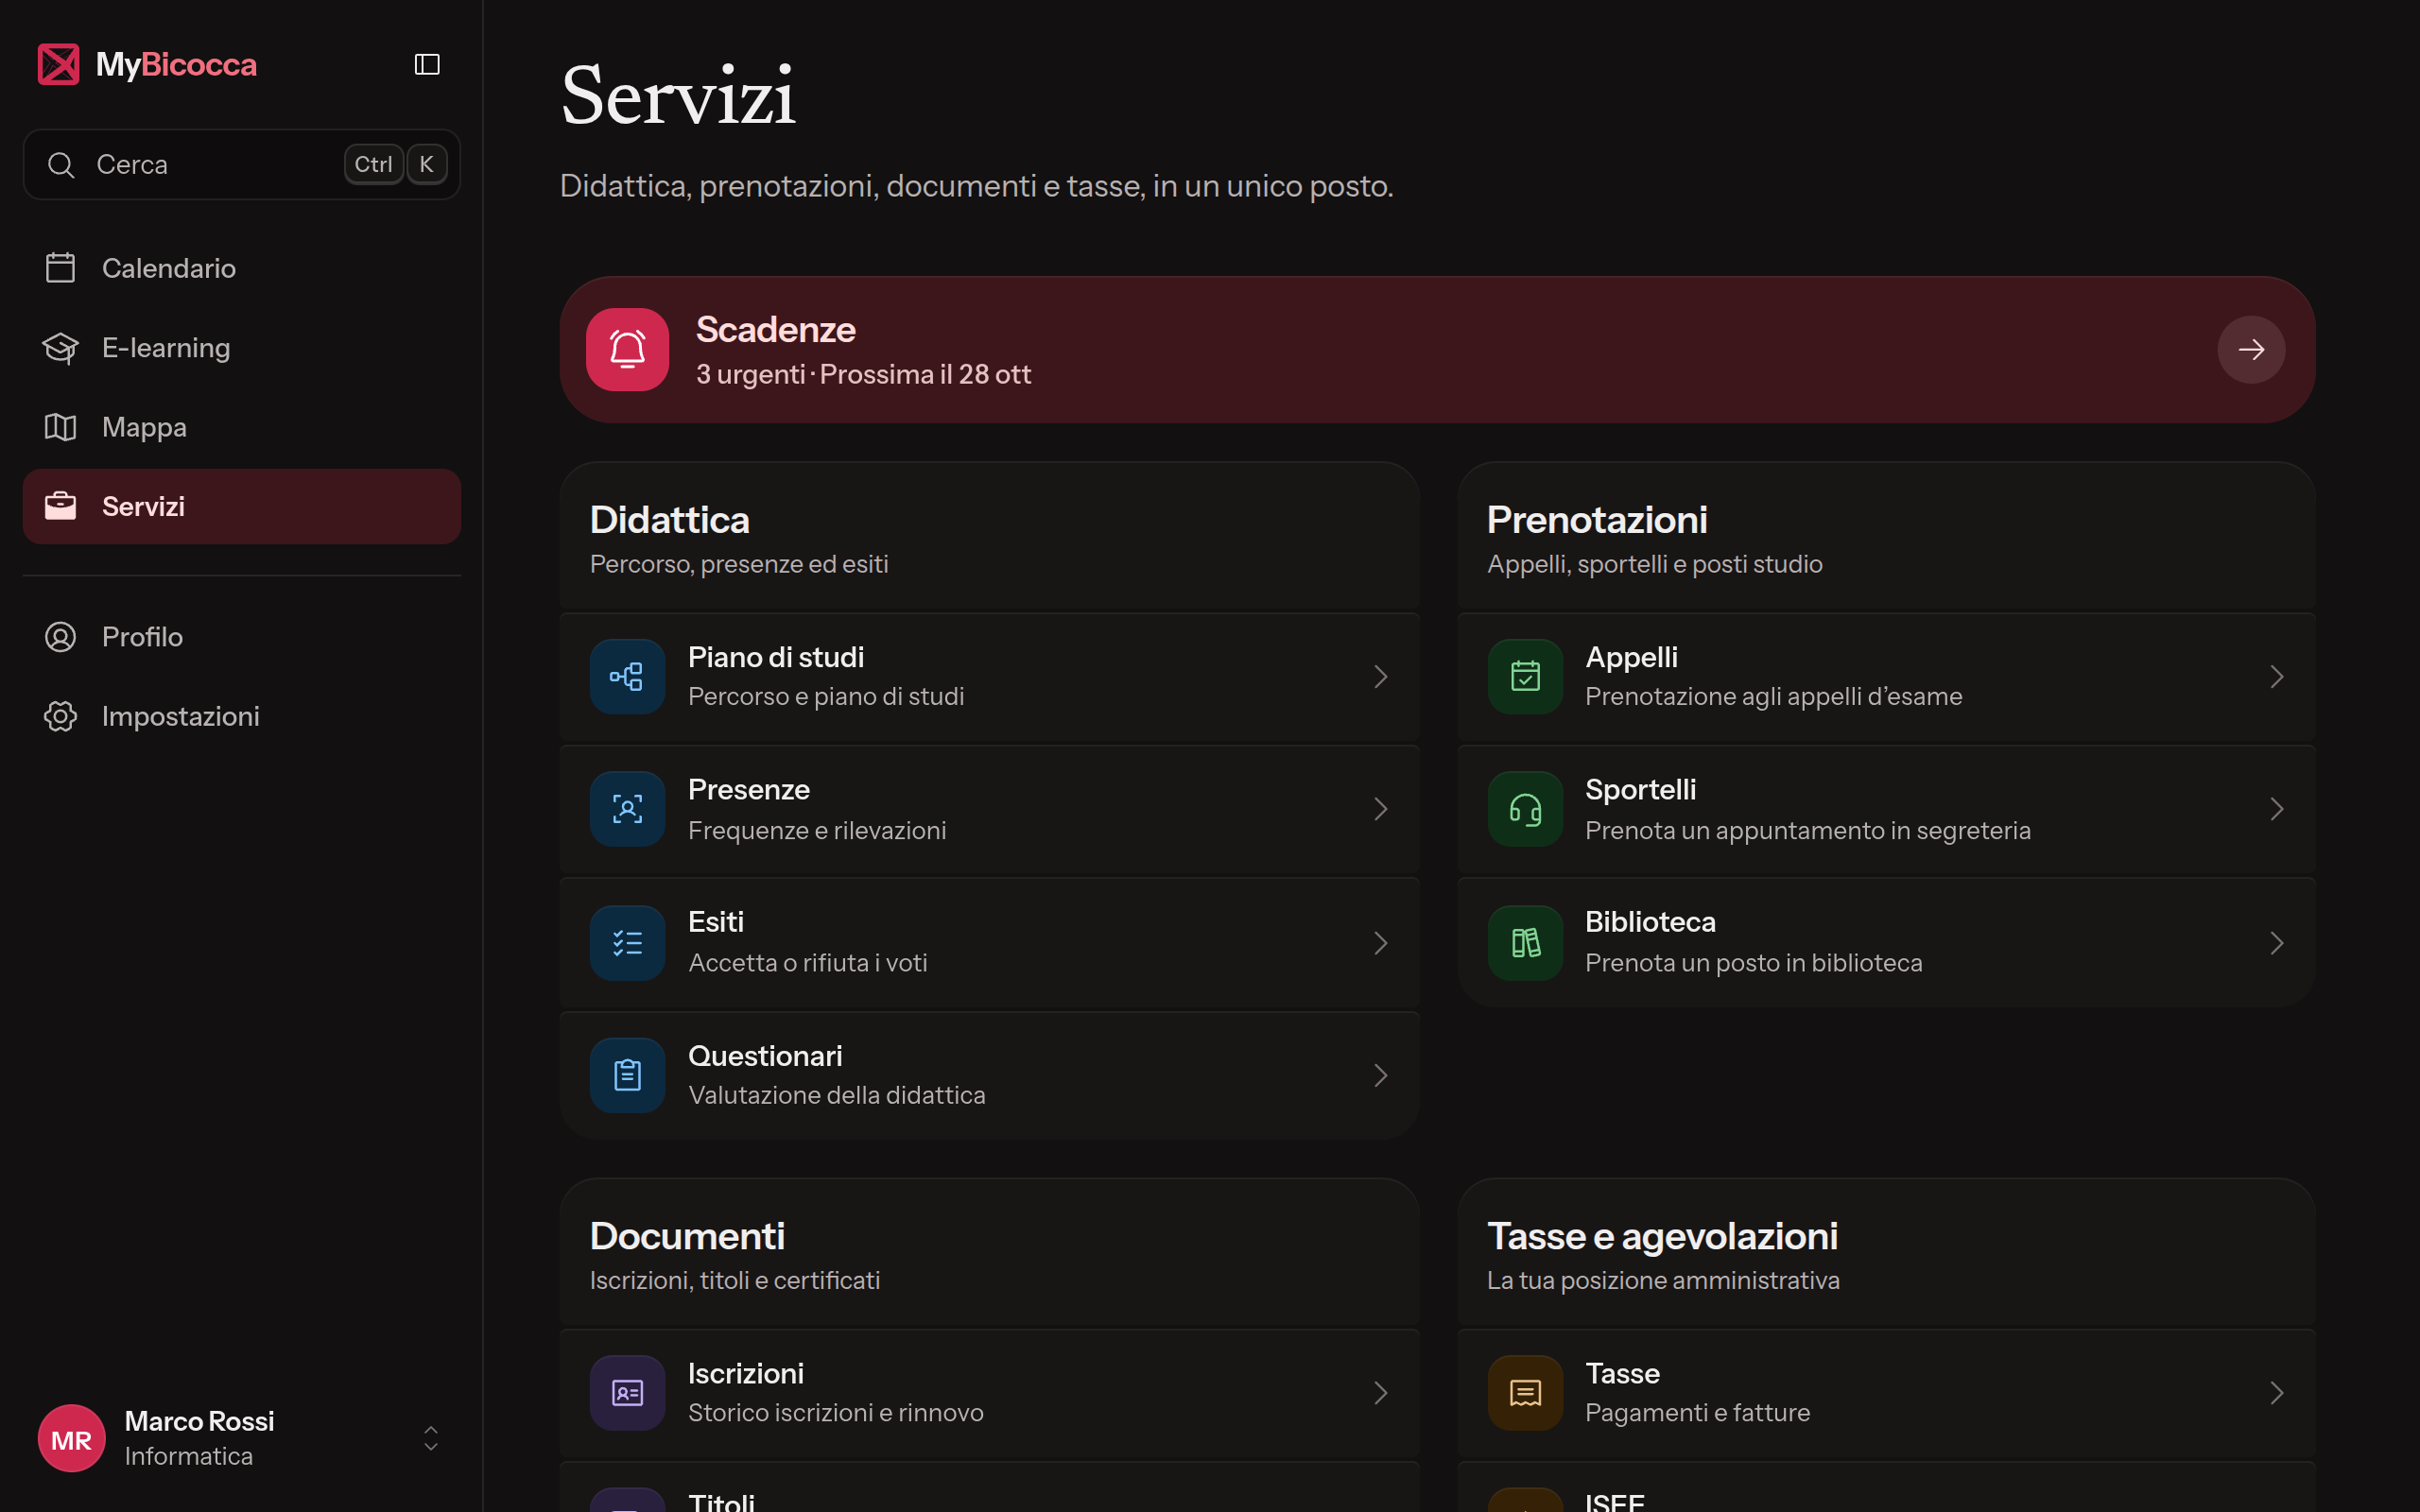 MyBicocca
Cerca
Ctrl K
Calendario
E-learning
Mappa
Servizi
Profilo
Impostazioni
MR
Marco Rossi
Informatica
Servizi
Didattica, prenotazioni, documenti e tasse, in un unico posto.
Scadenze
3 urgenti · Prossima il 28 ott
Didattica
Percorso, presenze ed esiti
Piano di studi
Percorso e piano di studi
Presenze
Frequenze e rilevazioni
Esiti
Accetta o rifiuta i voti
Questionari
Valutazione della didattica
Prenotazioni
Appelli, sportelli e posti studio
Appelli
Prenotazione agli appelli d’esame
Sportelli
Prenota un appuntamento in segreteria
Biblioteca
Prenota un posto in biblioteca
Documenti
Iscrizioni, titoli e certificati
Iscrizioni
Storico iscrizioni e rinnovo
Titoli
Tasse e agevolazioni
La tua posizione amministrativa
Tasse
Pagamenti e fatture
ISEE